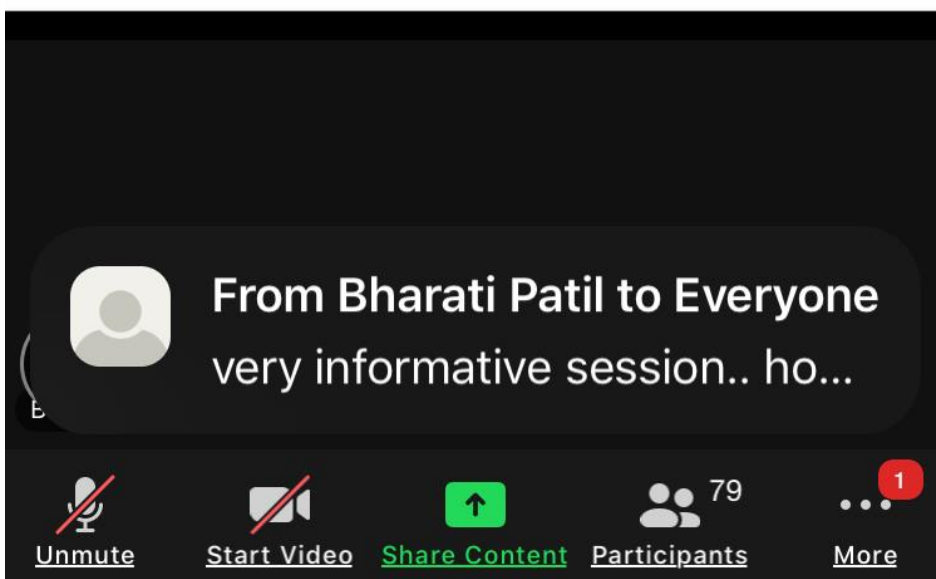 From Bharati Patil to Everyone
very informative session.. ho...
79
1
Unmute
Start Video
Share Content
Participants
More